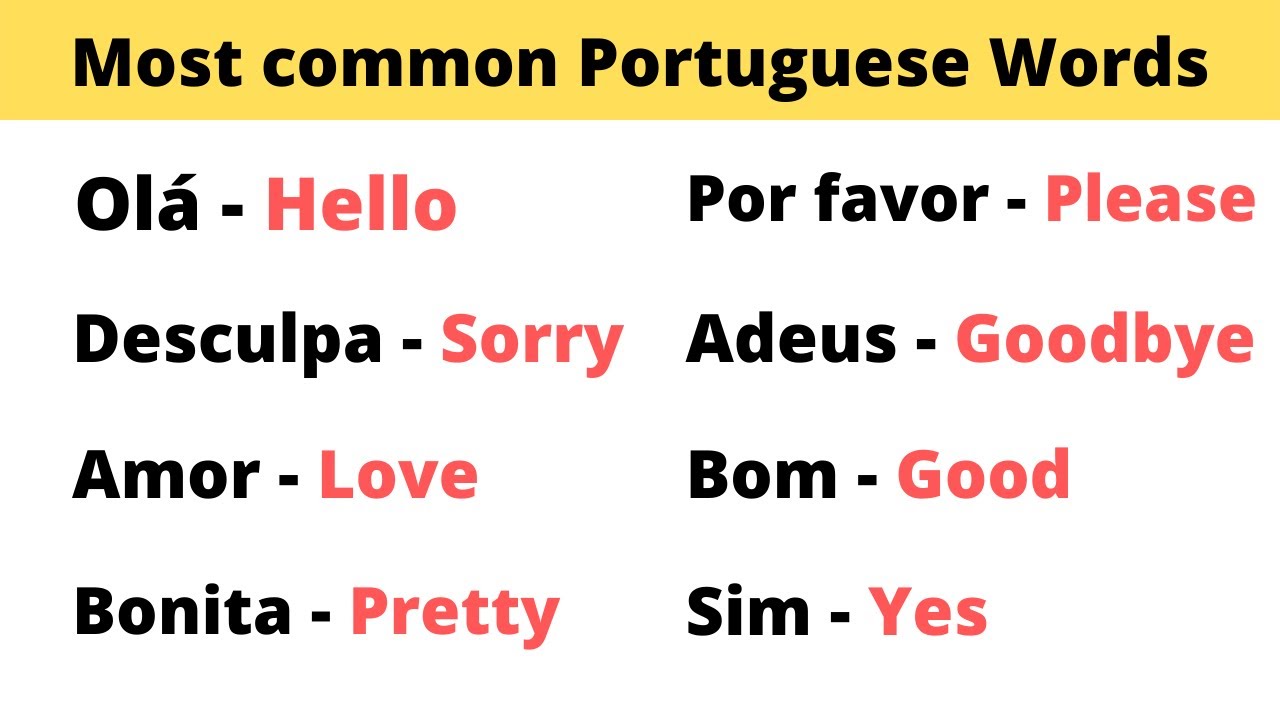 Most common Portuguese Words
Olá - Hello
Desculpa - Sorry
Amor - Love
Bonita - Pretty
Por favor - Please
Adeus - Goodbye
Bom - Good
Sim - Yes